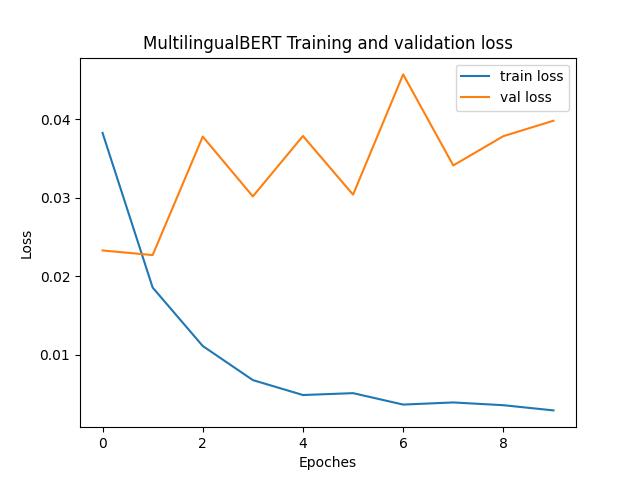 MultilingualBERT Training and validation loss
train loss
val loss
0.04
0.03
0.02
0.01
Loss
0 2 4 6 8
Epoches